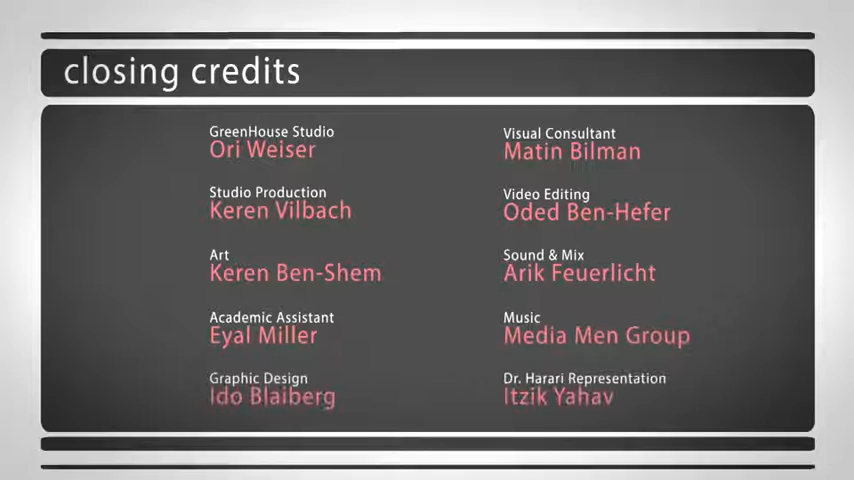 closing credits
GreenHouse Studio
Ori Weiser
Studio Production
Keren Vilbach
Art
Keren Ben-Shem
Academic Assistant
Eyal Miller
Graphic Design
Ido Blaiberg
Visual Consultant
Matin Bilman
Video Editing
Oded Ben-Hefer
Sound & Mix
Arik Feuerlicht
Music
Media Men Group
Dr. Harari Representation
Itzik Yahav